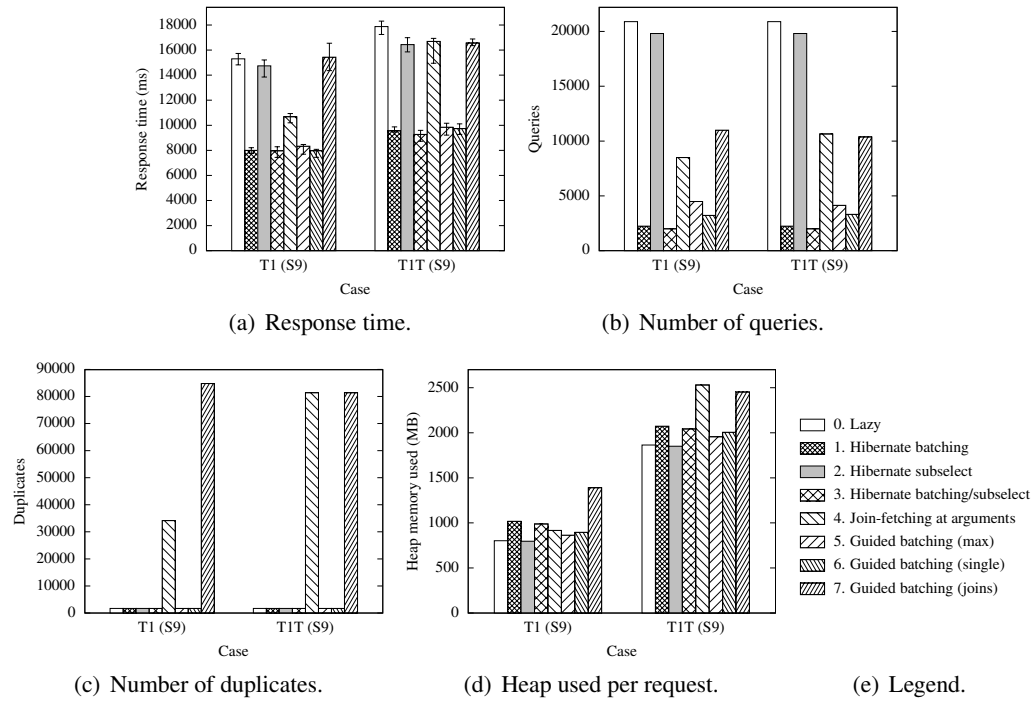 18000
16000
14000
12000
10000
8000
6000
4000
2000
0
Response time (ms)
T1 (S9) T1T (S9)
Case
(a) Response time.
20000
15000
10000
5000
0
Queries
T1 (S9) T1T (S9)
Case
(b) Number of queries.
90000
80000
70000
60000
50000
40000
30000
20000
10000
0
Duplicates
T1 (S9) T1T (S9)
Case
(c) Number of duplicates.
2500
2000
1500
1000
500
0
Heap memory used (MB)
T1 (S9) T1T (S9)
Case
(d) Heap used per request.
0. Lazy
1. Hibernate batching
2. Hibernate subselect
3. Hibernate batching/subselect
4. Join-fetching at arguments
5. Guided batching (max)
6. Guided batching (single)
7. Guided batching (joins)
(e) Legend.